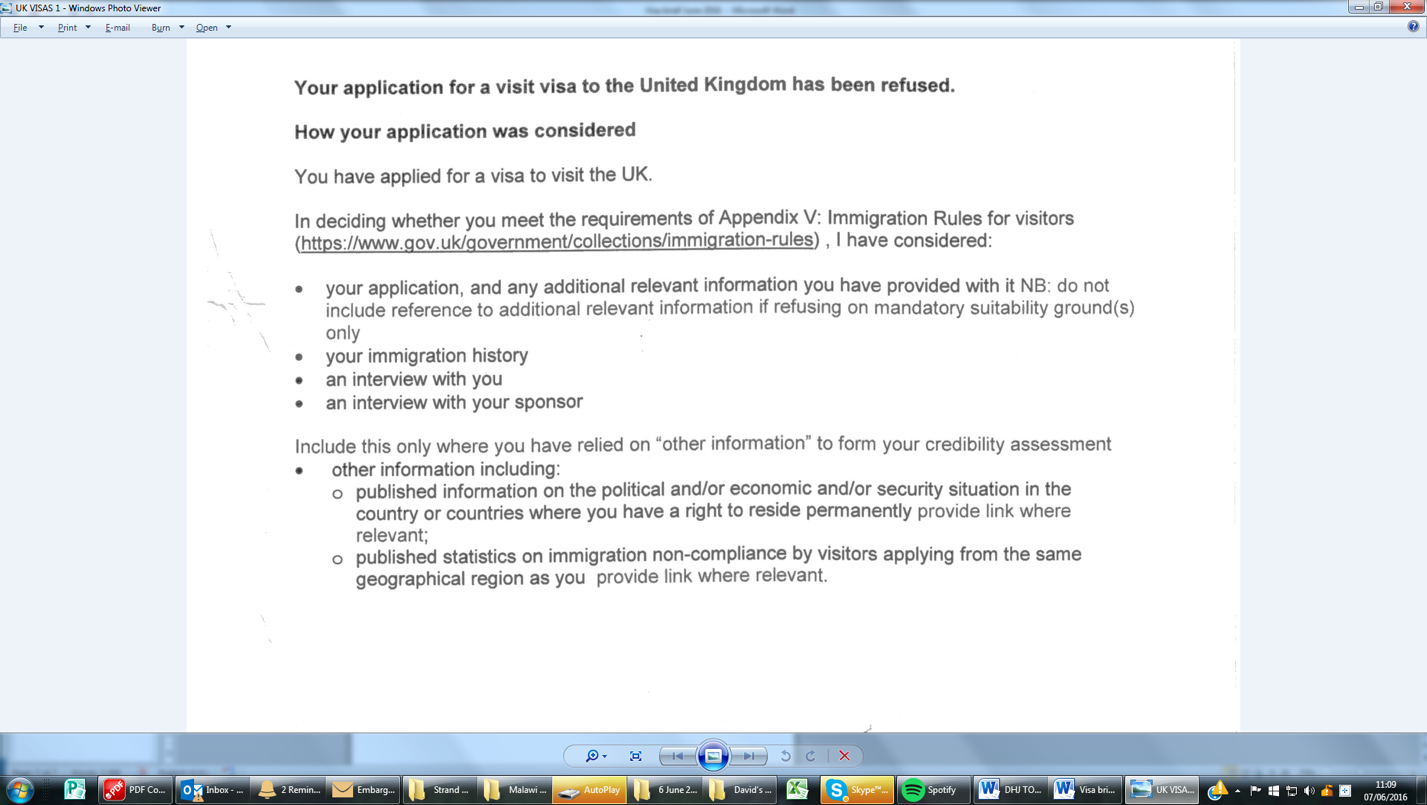 UK VISAS 1 - Windows Photo Viewer
File Print E-mail Burn Open
Your application for a visit visa to the United Kingdom has been refused.
How your application was considered
You have applied for a visa to visit the UK.
In deciding whether you meet the requirements of Appendix V: Immigration Rules for visitors
(https://www.gov.uk/government/collections/immigration-rules) , I have considered:
• your application, and any additional relevant information you have provided with it NB: do not
include reference to additional relevant information if refusing on mandatory suitability ground(s)
only
• your immigration history
• an interview with you
• an interview with your sponsor
Include this only where you have relied on “other information” to form your credibility assessment
• other information including:
o published information on the political and/or economic and/or security situation in the
country or countries where you have a right to reside permanently provide link where
relevant;
o published statistics on immigration non-compliance by visitors applying from the same
geographical region as you provide link where relevant.
PDF Co... Inbox - ... 2 Remin... Embarg... Strand ... Malawi ... AutoPlay 6 June 2... David's ... Skype™... Spotify DHJ TO... Visa bri... UK VISA... 11:09
07/06/2016